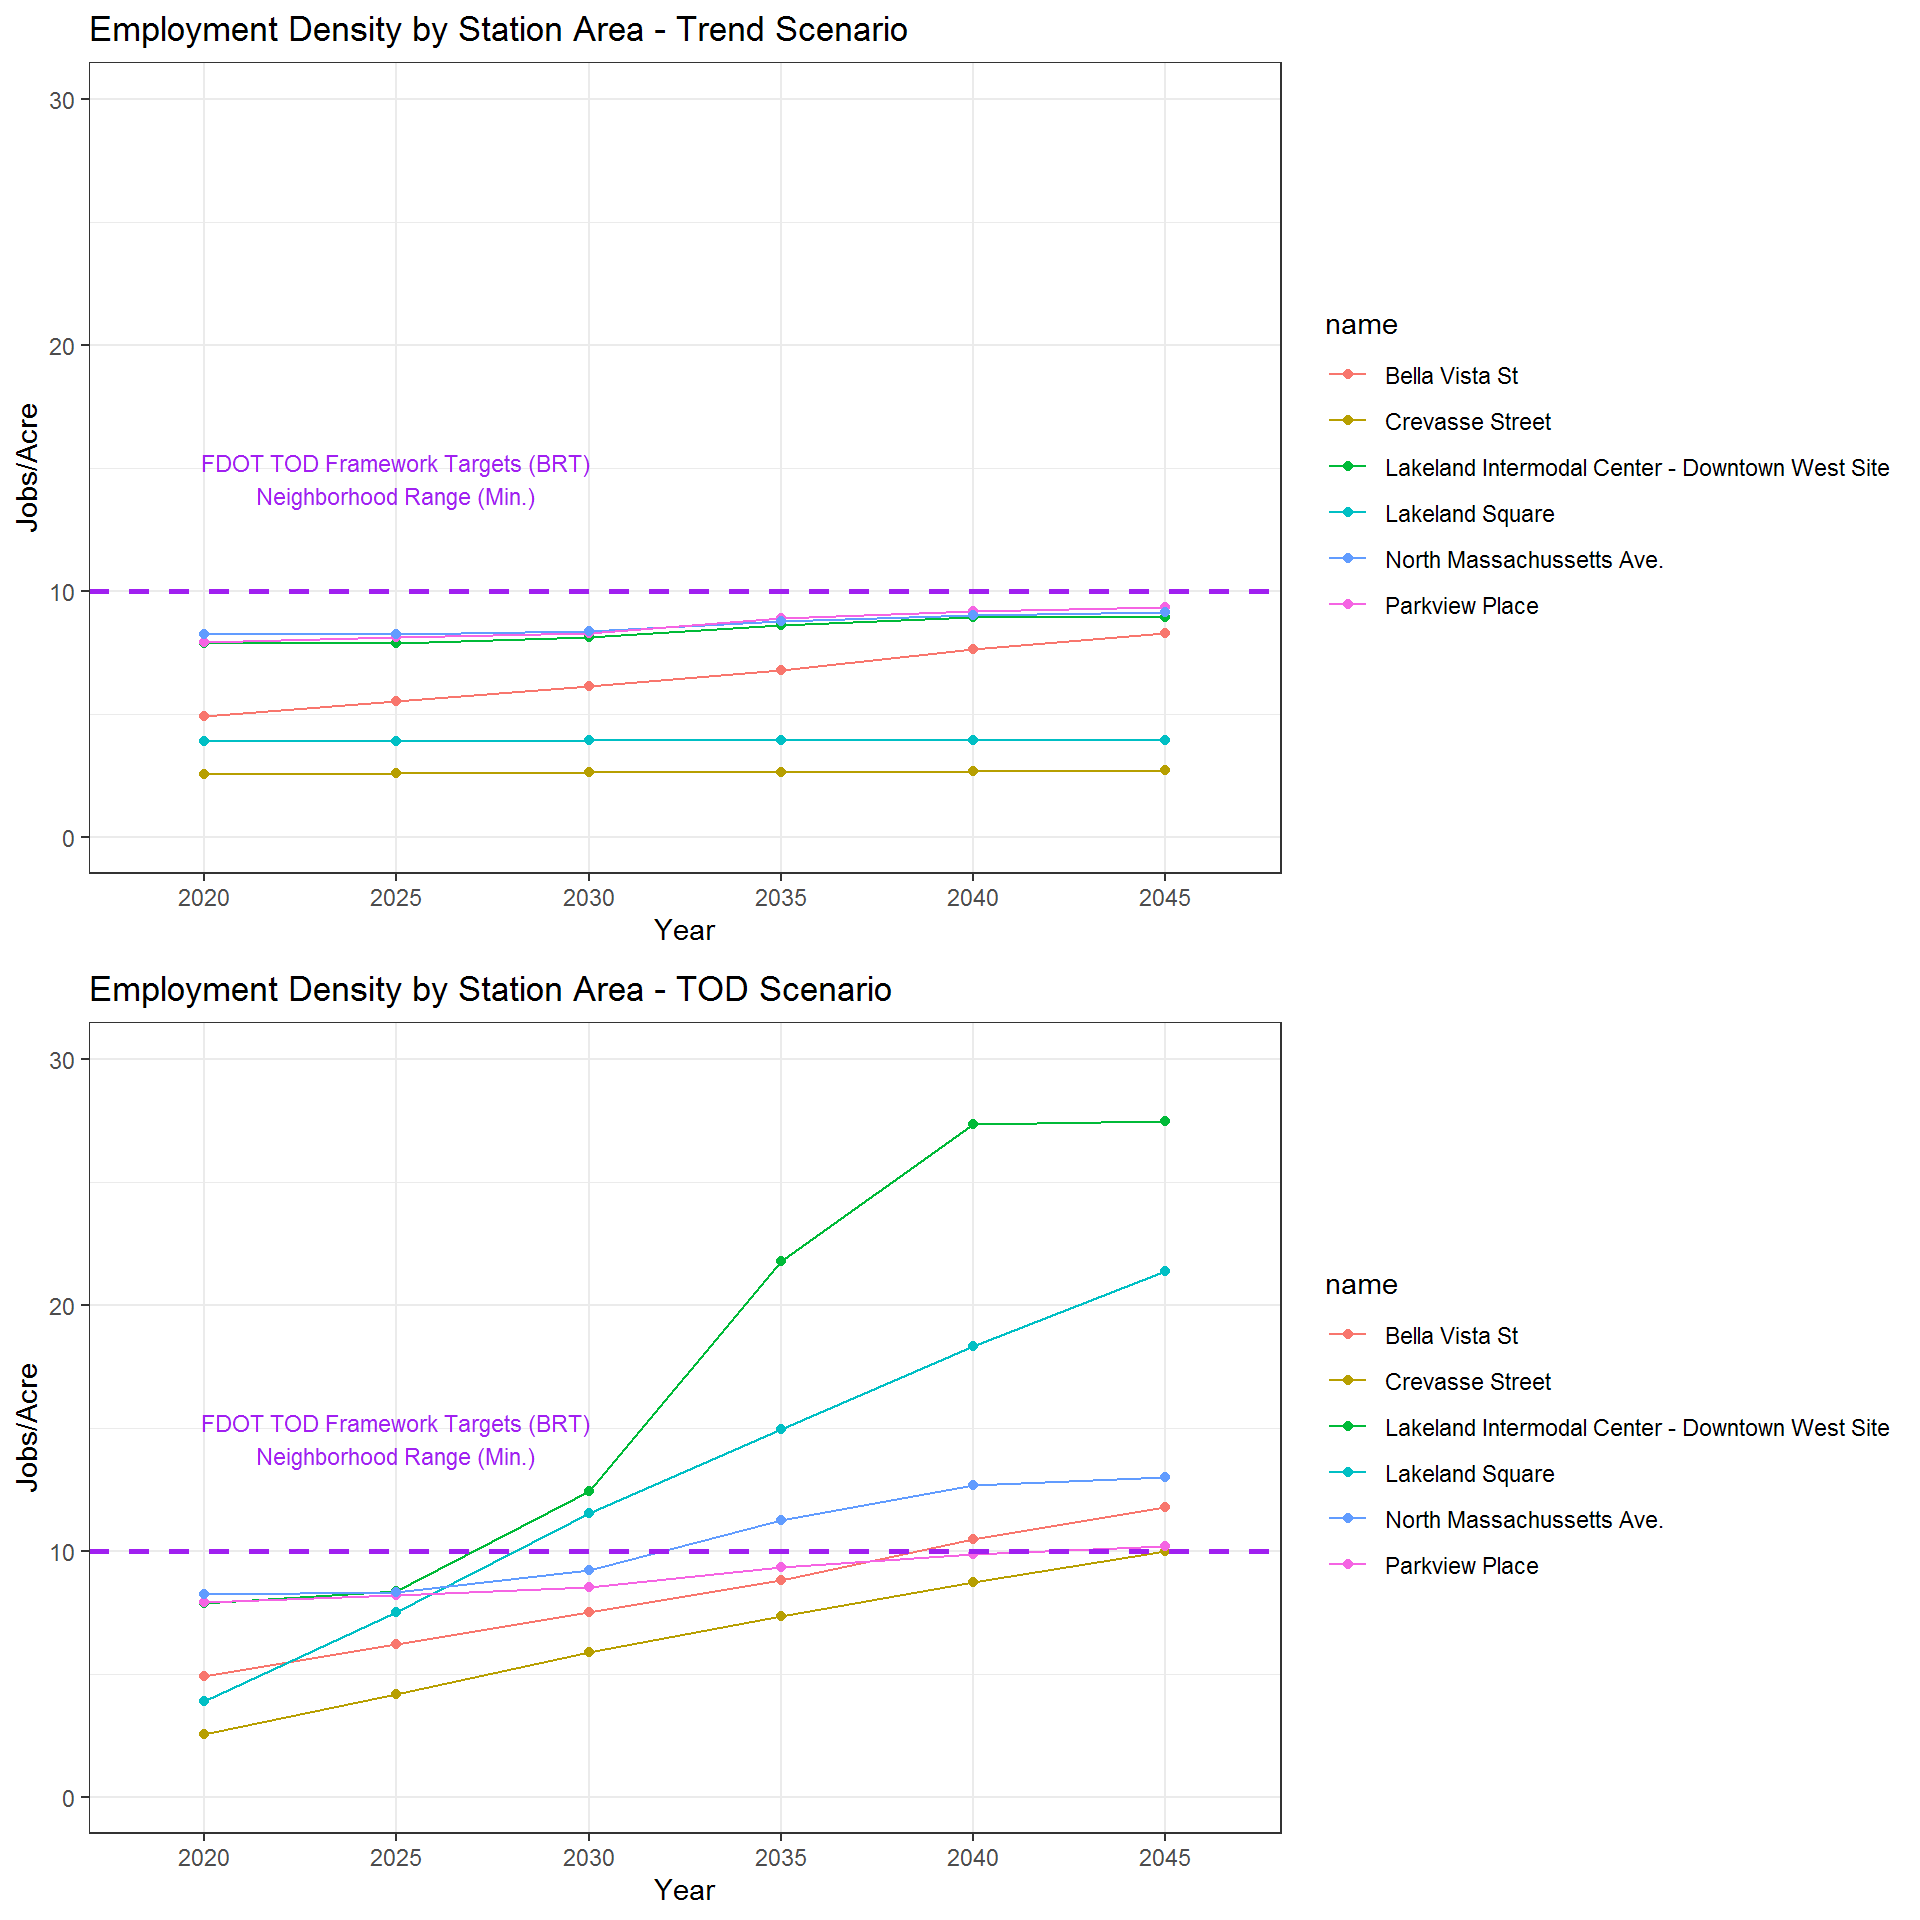 Employment Density by Station Area - Trend Scenario
30
20
10
0
Jobs/Acre
FDOT TOD Framework Targets (BRT)
Neighborhood Range (Min.)
2020 2025 2030 2035 2040 2045
Year
name
Bella Vista St
Crevasse Street
Lakeland Intermodal Center - Downtown West Site
Lakeland Square
North Massachussetts Ave.
Parkview Place
Employment Density by Station Area - TOD Scenario
30
20
10
0
Jobs/Acre
FDOT TOD Framework Targets (BRT)
Neighborhood Range (Min.)
2020 2025 2030 2035 2040 2045
Year
name
Bella Vista St
Crevasse Street
Lakeland Intermodal Center - Downtown West Site
Lakeland Square
North Massachussetts Ave.
Parkview Place